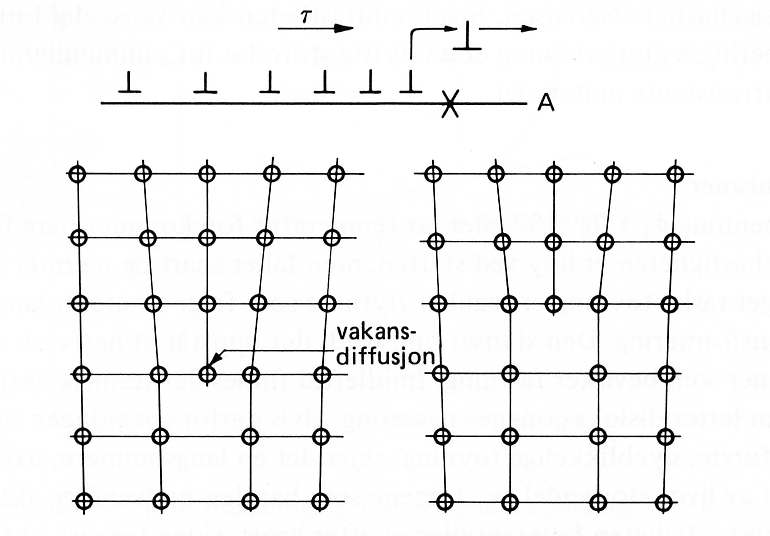 τ
A
vakans-
diffusjon